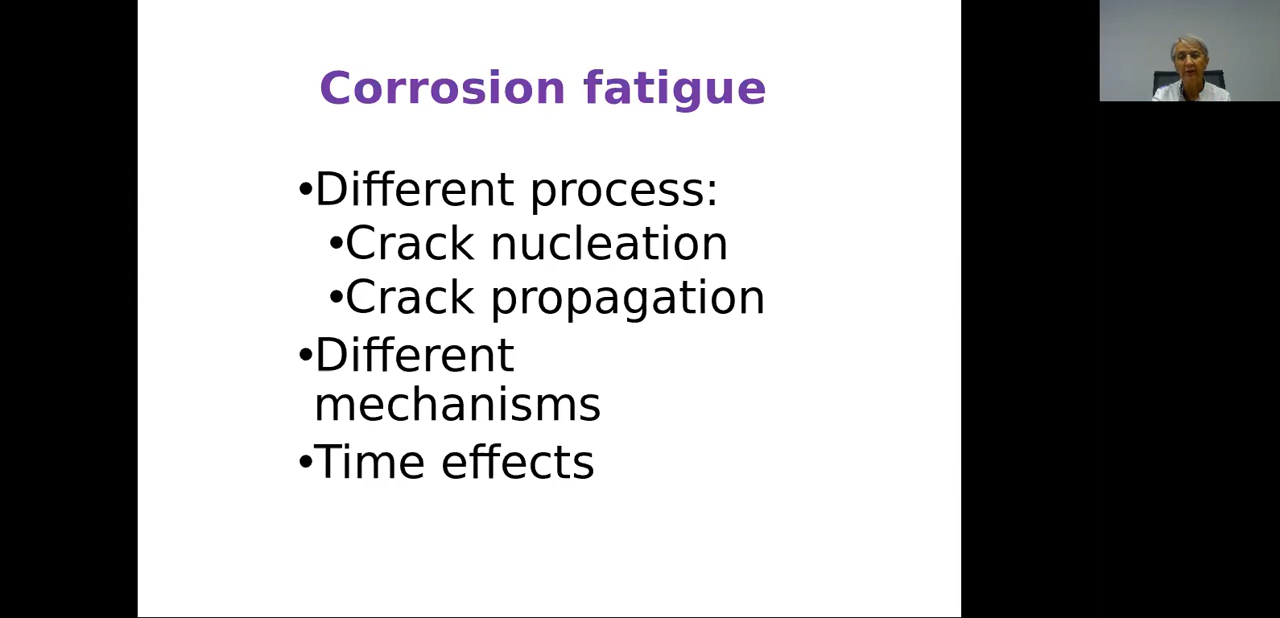 Corrosion fatigue
•Different process:
•Crack nucleation
•Crack propagation
•Different
mechanisms
•Time effects